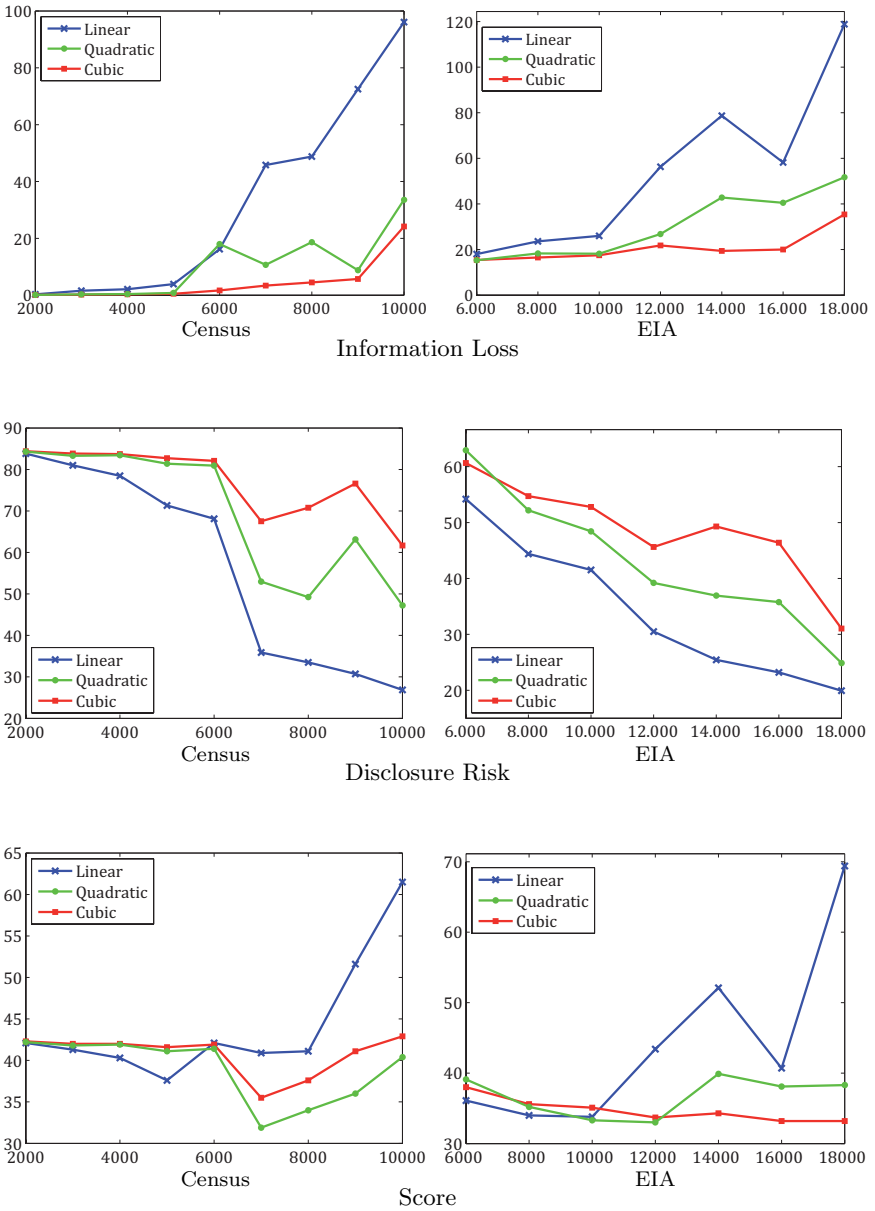 100
80
60
40
20
0
Linear
Quadratic
Cubic
2000 4000 6000 8000 10000
Census
120
100
80
60
40
20
0
Linear
Quadratic
Cubic
6.000 8.000 10.000 12.000 14.000 16.000 18.000
EIA
Information Loss
90
80
70
60
50
40
30
20
Linear
Quadratic
Cubic
2000 4000 6000 8000 10000
Census
60
50
40
30
20
Linear
Quadratic
Cubic
6.000 8.000 10.000 12.000 14.000 16.000 18.000
EIA
Disclosure Risk
65
60
55
50
45
40
35
30
Linear
Quadratic
Cubic
2000 4000 6000 8000 10000
Census
70
60
50
40
30
Linear
Quadratic
Cubic
6000 8000 10000 12000 14000 16000 18000
EIA
Score